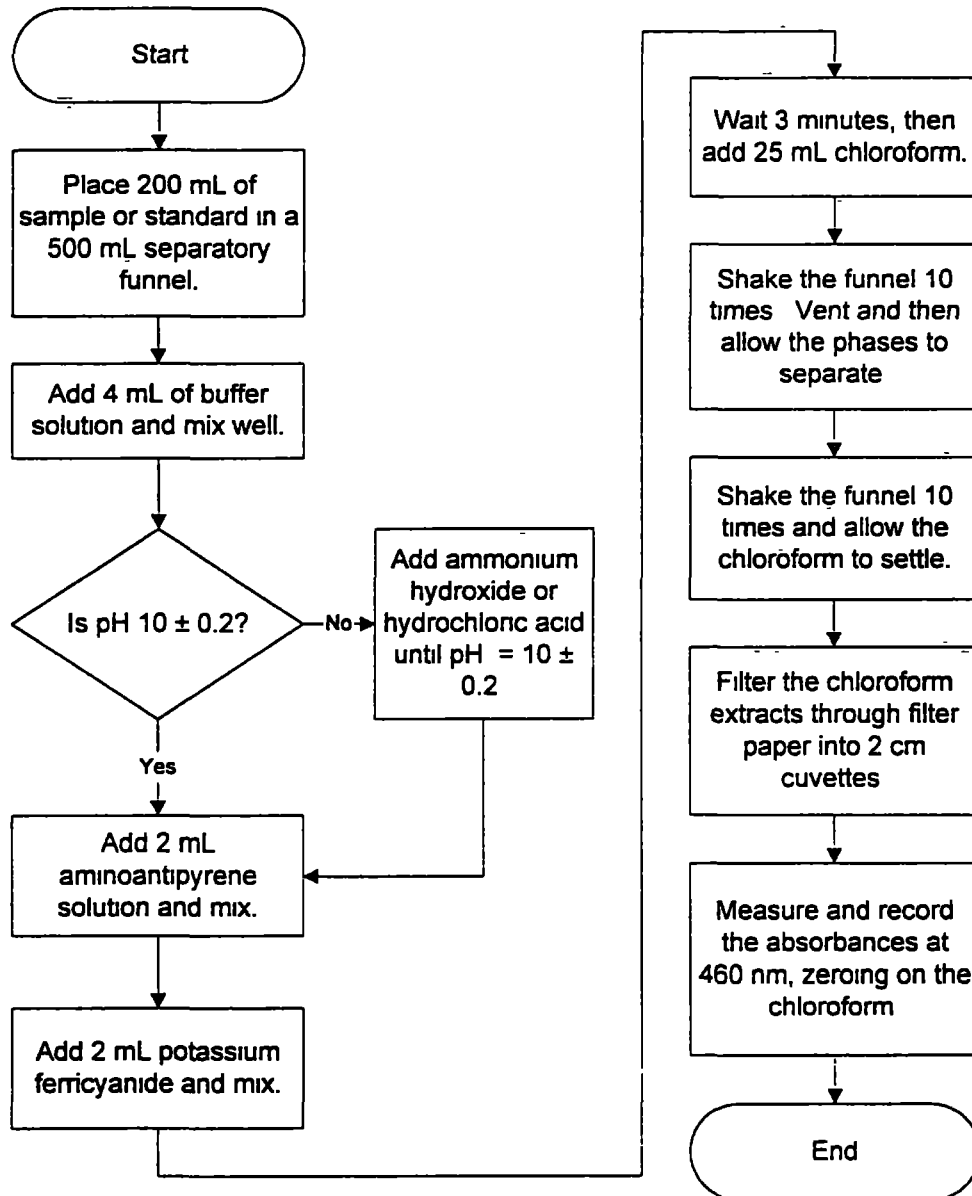 Start
Place 200 mL of
sample or standard in a
500 mL separatory
funnel.
Add 4 mL of buffer
solution and mix well.
Is pH 10 ± 0.2?
No
Add ammonium
hydroxide or
hydrochloric acid
until pH = 10 ±
0.2
Yes
Add 2 mL
aminoantipyrene
solution and mix.
Add 2 mL potassium
ferricyanide and mix.
Wait 3 minutes, then
add 25 mL chloroform.
Shake the funnel 10
times Vent and then
allow the phases to
separate
Shake the funnel 10
times and allow the
chloroform to settle.
Filter the chloroform
extracts through filter
paper into 2 cm
cuvettes
Measure and record
the absorbances at
460 nm, zeroing on the
chloroform
End